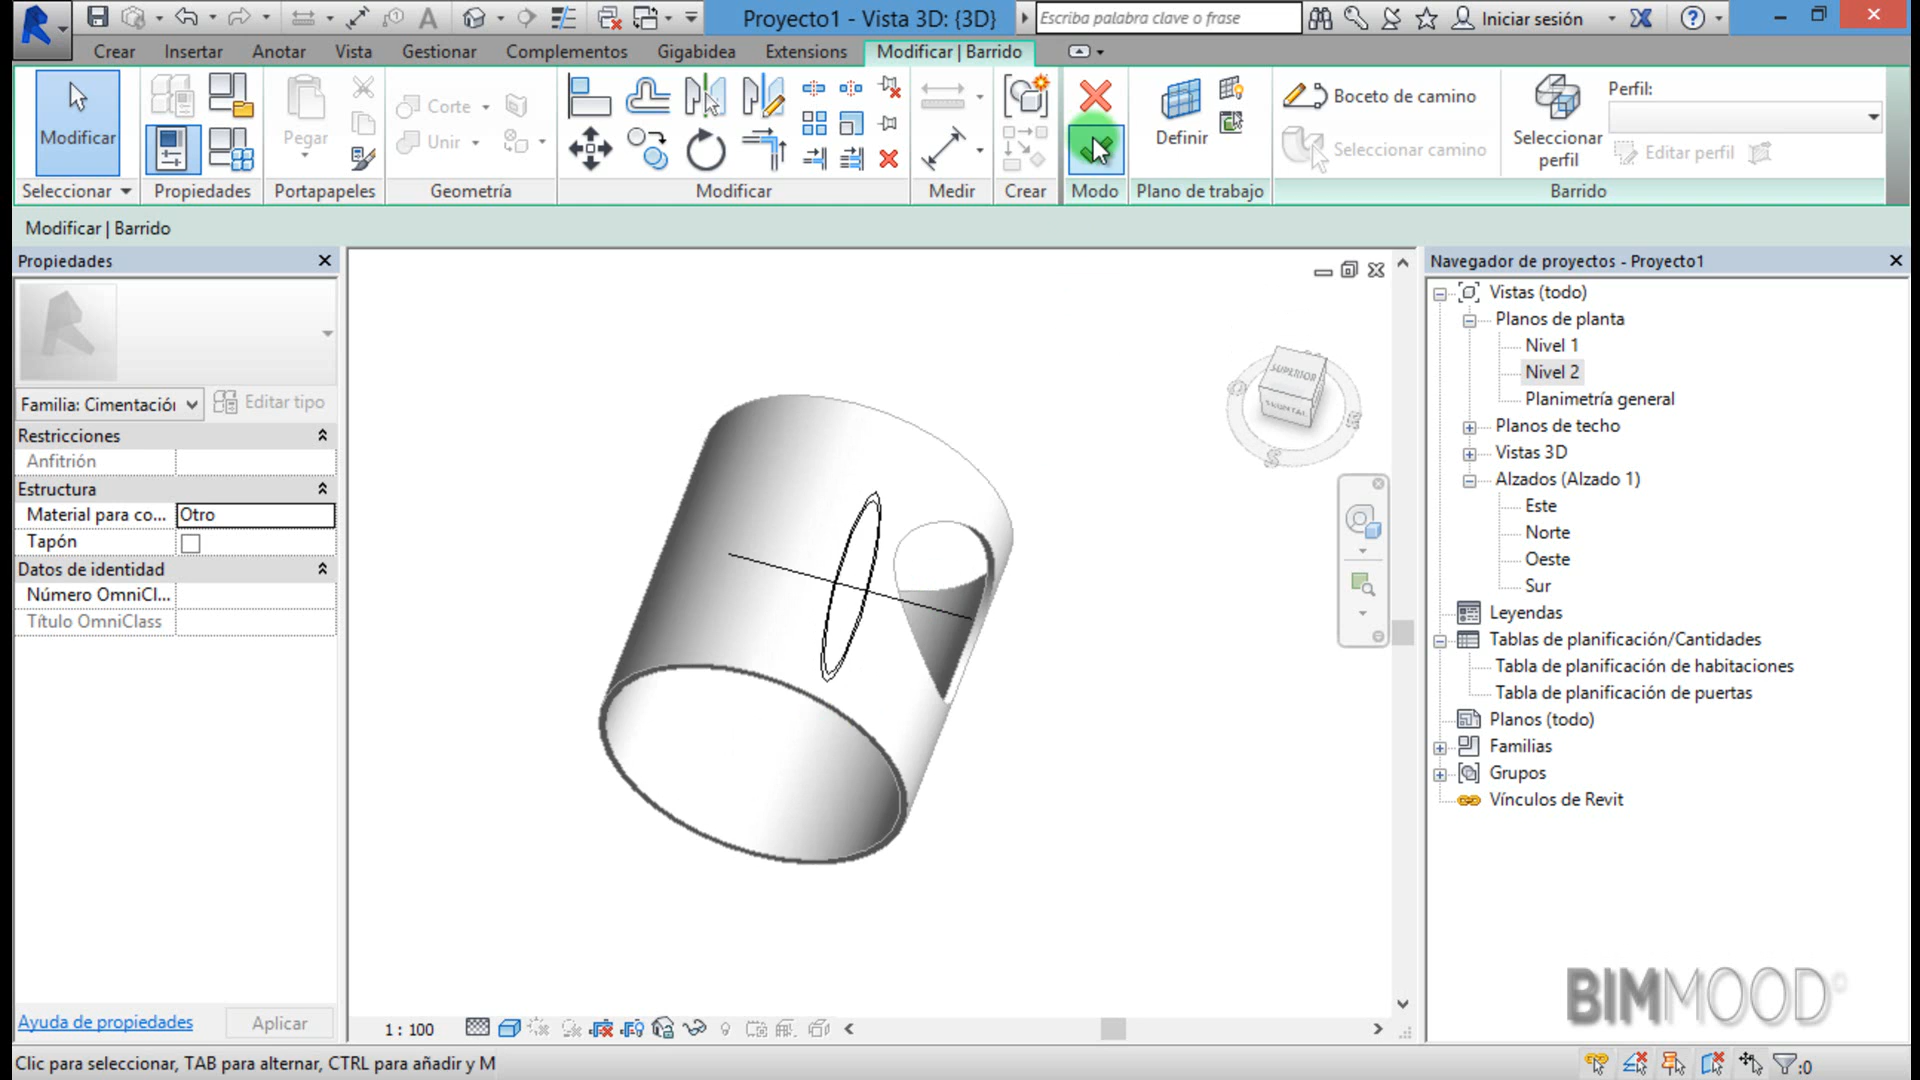 Proyecto1 - Vista 3D: {3D}
Escriba palabra clave o frase
Iniciar sesión
Crear
Insertar
Anotar
Vista
Gestionar
Complementos
Gigabidea
Extensions
Modificar | Barrido
Modificar
Pegar
Corte
Unir
Definir
Boceto de camino
Seleccionar camino
Seleccionar perfil
Perfil:
Editar perfil
Seleccionar
Propiedades
Portapapeles
Geometría
Modificar
Medir
Crear
Modo
Plano de trabajo
Barrido
Modificar | Barrido
Propiedades
Familia: Cimentació
Editar tipo
Restricciones
Anfitrión
Estructura
Material para co...
Otro
Tapón
Datos de identidad
Número OmniCl...
Título OmniClass
Ayuda de propiedades
Aplicar
SUPERIOR
S
1 : 100
Navegador de proyectos - Proyecto1
Vistas (todo)
Planos de planta
Nivel 1
Nivel 2
Planimetría general
Planos de techo
Vistas 3D
Alzados (Alzado 1)
Este
Norte
Oeste
Sur
Leyendas
Tablas de planificación/Cantidades
Tabla de planificación de habitaciones
Tabla de planificación de puertas
Planos (todo)
Familias
Grupos
Vínculos de Revit
BIMMOOD©
Clic para seleccionar, TAB para alternar, CTRL para añadir y M
:0